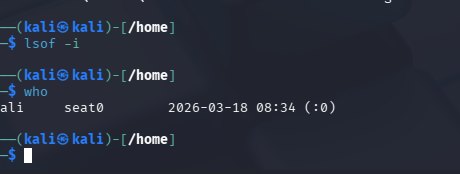 ──(kali㉿kali)-[/home]
─$ lsof -i
──(kali㉿kali)-[/home]
─$ who
ali     seat0        2026-03-18 08:34 (:0)
──(kali㉿kali)-[/home]
─$